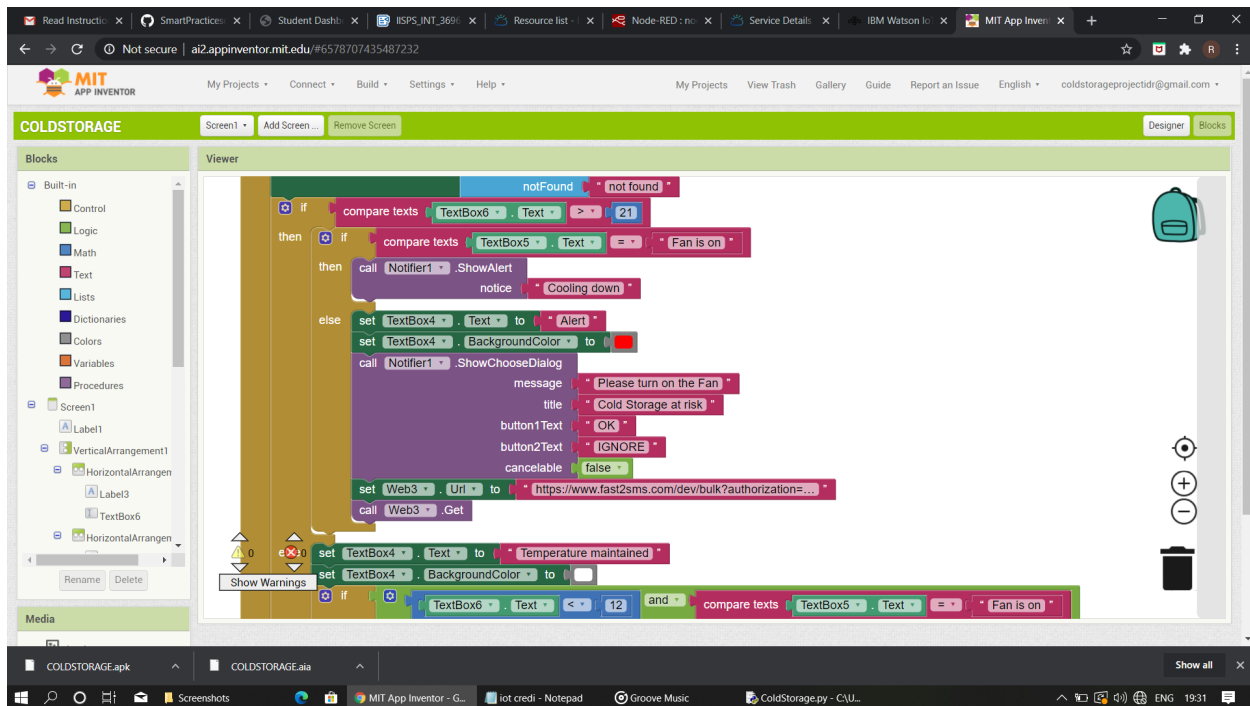 Read Instructio
SmartPractices
Student Dashb
IISPS_INT_3696
Resource list -
Node-RED : no
Service Details
IBM Watson Io
MIT App Inven
Not secure | ai2.appinventor.mit.edu/#6578707435487232
R
MIT
APP INVENTOR
My Projects Connect Build Settings Help My Projects View Trash Gallery Guide Report an Issue English coldstorageprojectidr@gmail.com
COLDSTORAGE Screen1 Add Screen ... Remove Screen Designer Blocks
Blocks
Viewer
Built-in
Control
Logic
Math
Text
Lists
Dictionaries
Colors
Variables
Procedures
Screen1
Label1
VerticalArrangement1
HorizontalArrangen
Label3
TextBox6
HorizontalArrangen
Rename Delete
Media
notFound " not found "
if compare texts TextBox6 . Text > 21
then if compare texts TextBox5 . Text = " Fan is on "
then call Notifier1 .ShowAlert
notice " Cooling down "
else set TextBox4 . Text to " Alert "
set TextBox4 . BackgroundColor to
call Notifier1 .ShowChooseDialog
message " Please turn on the Fan "
title " Cold Storage at risk "
button1Text " OK "
button2Text " IGNORE "
cancelable false
set Web3 . Url to " https://www.fast2sms.com/dev/bulk?authorization=... "
call Web3 .Get
set TextBox4 . Text to " Temperature maintained "
set TextBox4 . BackgroundColor to
if TextBox6 . Text < 12 and compare texts TextBox5 . Text = " Fan is on "
0 0
Show Warnings
COLDSTORAGE.apk COLDSTORAGE.aia Show all
Screenshots MIT App Inventor - G... iot credi - Notepad Groove Music ColdStorage.py - C:\U... ENG 19:31